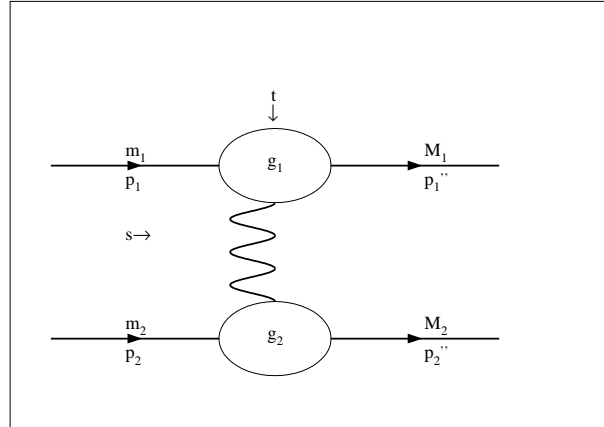 t
↓
m₁ g₁ M₁
p₁ p₁''
s→
m₂ g₂ M₂
p₂ p₂''